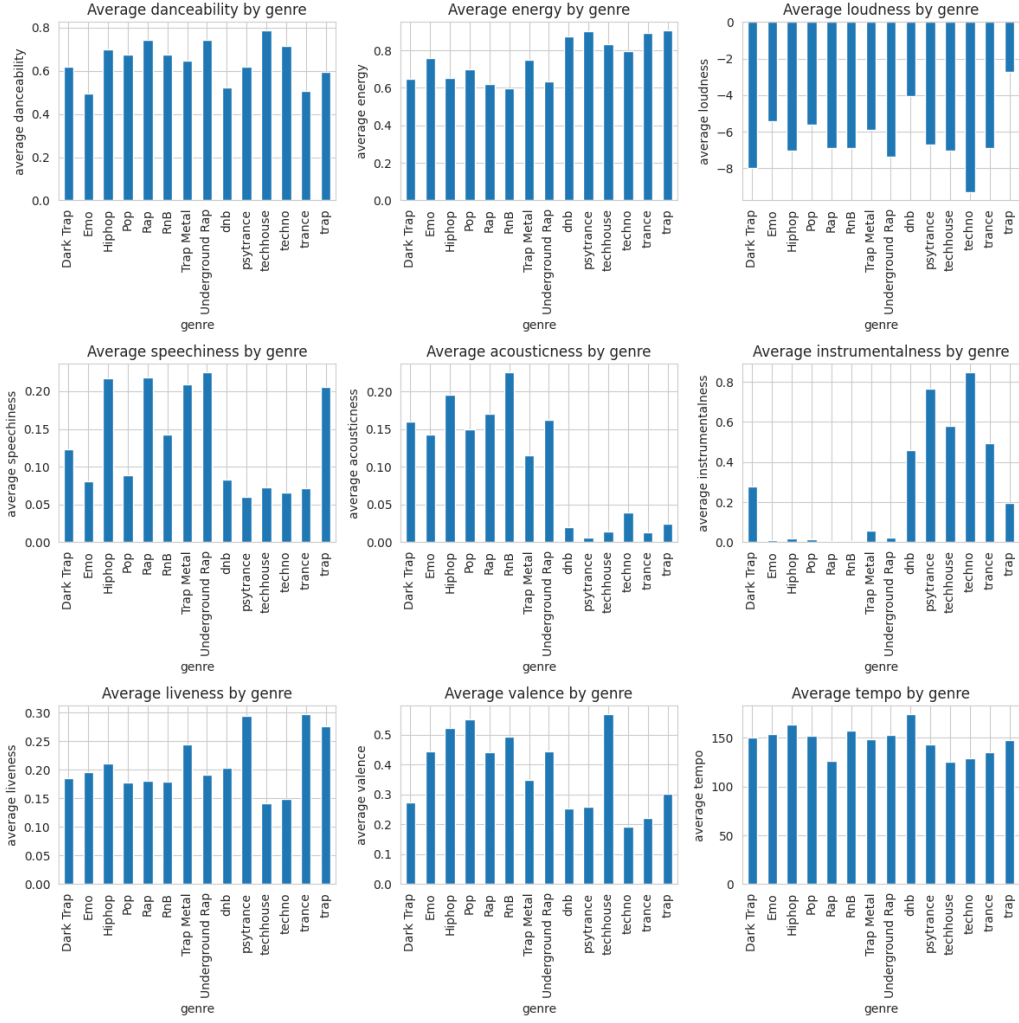 Average danceability by genre
average danceability
0.8
0.6
0.4
0.2
0.0
Dark Trap
Emo
Hiphop
Pop
Rap
RnB
Trap Metal
Underground Rap
dnb
psytrance
techhouse
techno
trance
trap
genre
Average energy by genre
average energy
0.8
0.6
0.4
0.2
0.0
Dark Trap
Emo
Hiphop
Pop
Rap
RnB
Trap Metal
Underground Rap
dnb
psytrance
techhouse
techno
trance
trap
genre
Average loudness by genre
average loudness
0
−2
−4
−6
−8
Dark Trap
Emo
Hiphop
Pop
Rap
RnB
Trap Metal
Underground Rap
dnb
psytrance
techhouse
techno
trance
trap
genre
Average speechiness by genre
average speechiness
0.20
0.15
0.10
0.05
0.00
Dark Trap
Emo
Hiphop
Pop
Rap
RnB
Trap Metal
Underground Rap
dnb
psytrance
techhouse
techno
trance
trap
genre
Average acousticness by genre
average acousticness
0.20
0.15
0.10
0.05
0.00
Dark Trap
Emo
Hiphop
Pop
Rap
RnB
Trap Metal
Underground Rap
dnb
psytrance
techhouse
techno
trance
trap
genre
Average instrumentalness by genre
average instrumentalness
0.8
0.6
0.4
0.2
0.0
Dark Trap
Emo
Hiphop
Pop
Rap
RnB
Trap Metal
Underground Rap
dnb
psytrance
techhouse
techno
trance
trap
genre
Average liveness by genre
average liveness
0.30
0.25
0.20
0.15
0.10
0.05
0.00
Dark Trap
Emo
Hiphop
Pop
Rap
RnB
Trap Metal
Underground Rap
dnb
psytrance
techhouse
techno
trance
trap
genre
Average valence by genre
average valence
0.5
0.4
0.3
0.2
0.1
0.0
Dark Trap
Emo
Hiphop
Pop
Rap
RnB
Trap Metal
Underground Rap
dnb
psytrance
techhouse
techno
trance
trap
genre
Average tempo by genre
average tempo
150
100
50
0
Dark Trap
Emo
Hiphop
Pop
Rap
RnB
Trap Metal
Underground Rap
dnb
psytrance
techhouse
techno
trance
trap
genre